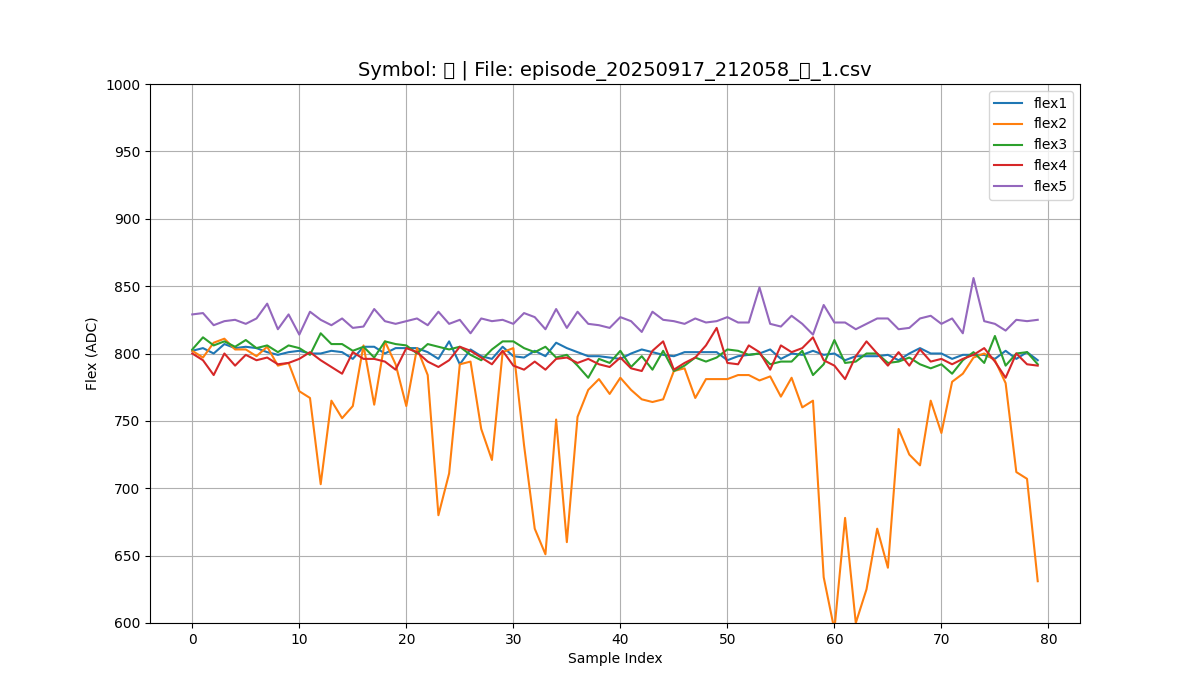 Symbol: ▯ | File: episode_20250917_212058_▯_1.csv
flex1
flex2
flex3
flex4
flex5
Flex (ADC)
1000
950
900
850
800
750
700
650
600
0 10 20 30 40 50 60 70 80
Sample Index